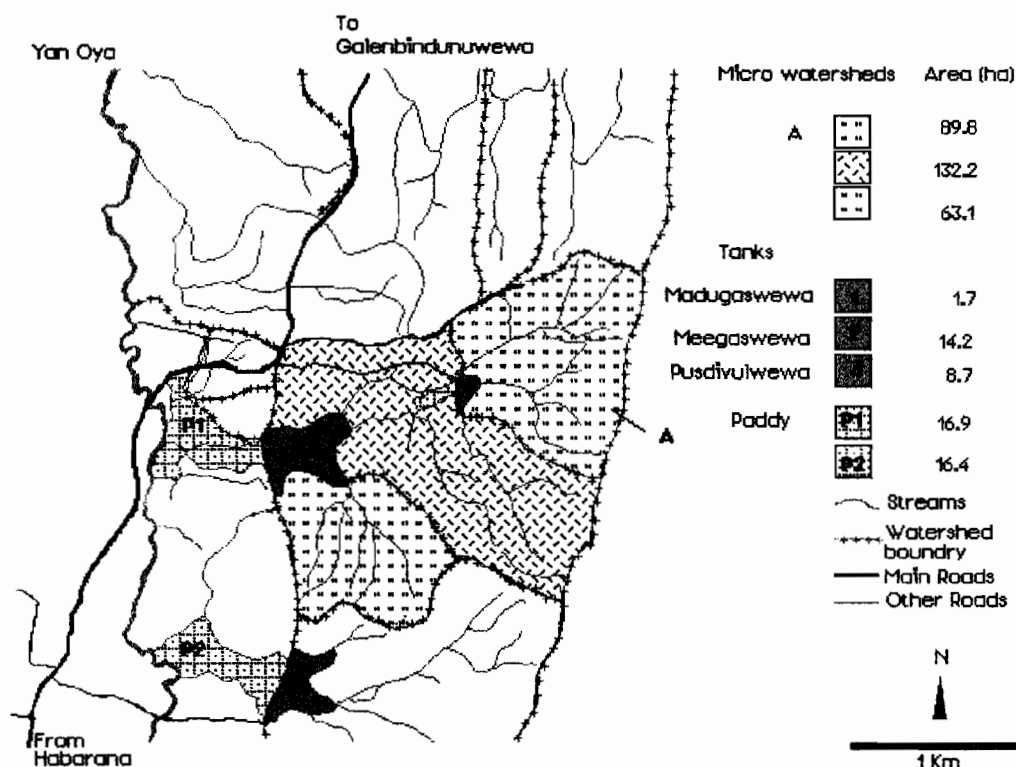 Yan Oya
To
Galenbindunuwewa
Micro watersheds Area (ha)
A 89.8
132.2
63.1
Tanks
Madugaswewa 1.7
Meegaswewa 14.2
Pusdivulwewa 8.7
Paddy P1 16.9
P2 16.4
Streams
Watershed
boundry
Main Roads
Other Roads
P1
A
P2
N
From
Habarana
1 Km